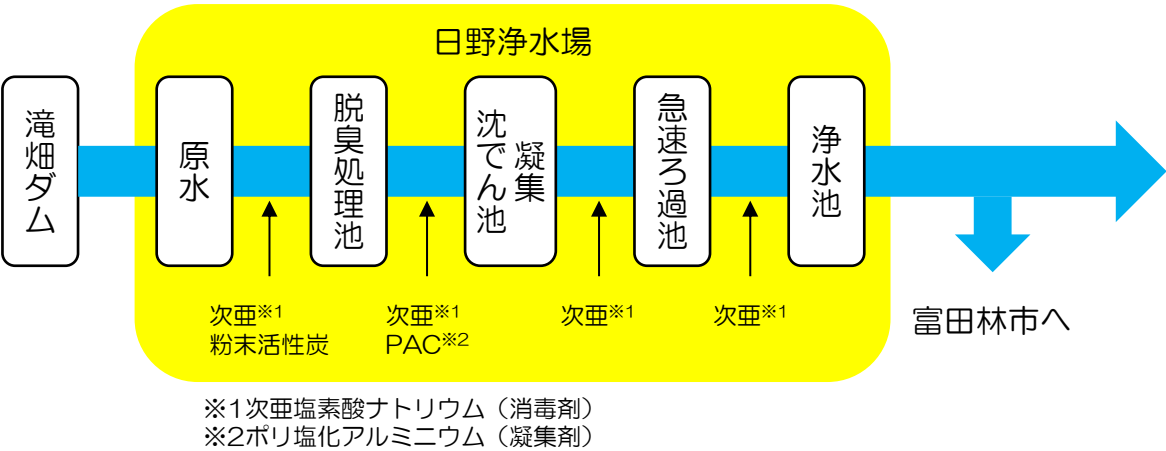 日野浄水場
滝畑ダム
原水
脱臭処理池
凝集
沈でん池
急速ろ過池
浄水池
次亜※1
粉末活性炭
次亜※1
PAC※2
次亜※1
次亜※1
富田林市へ
※1次亜塩素酸ナトリウム（消毒剤）
※2ポリ塩化アルミニウム（凝集剤）